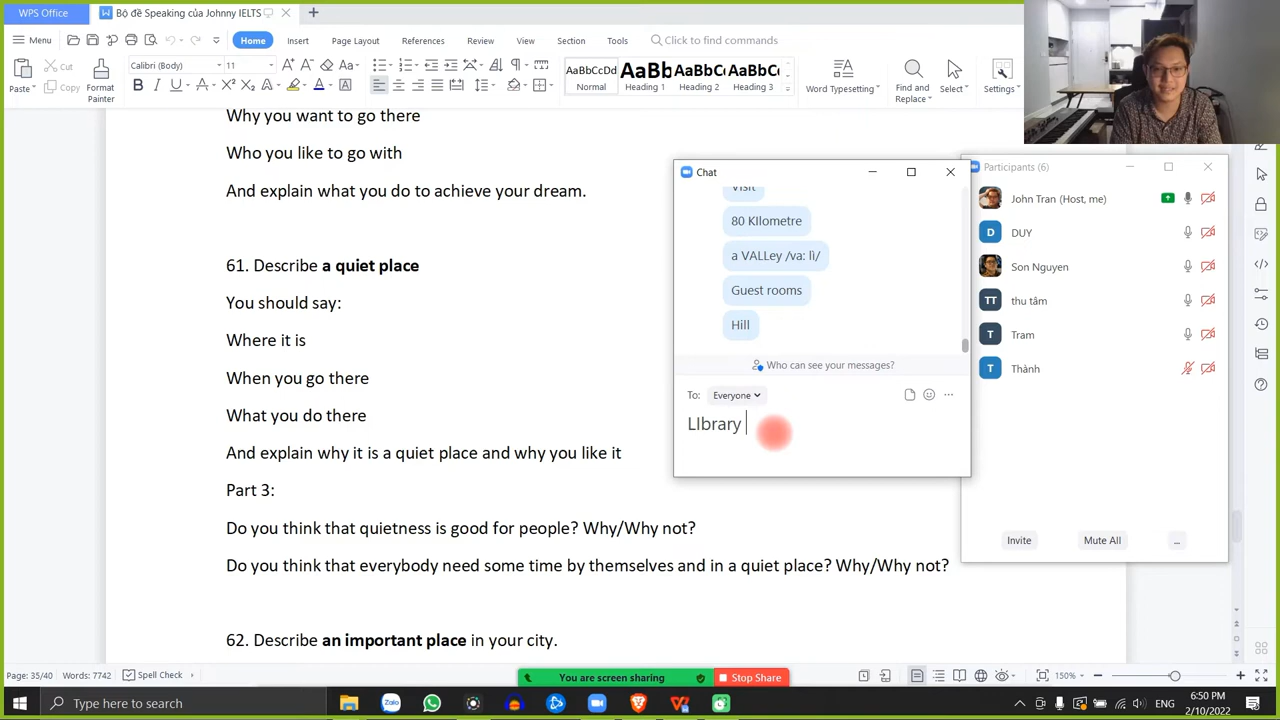 WPS Office
Bộ đề Speaking của Johnny IELTS
Menu
Home
Insert
Page Layout
References
Review
View
Section
Tools
Click to find commands
Paste
Cut
Copy
Format
Painter
Calibri (Body)
11
AaBbCcDd
Normal
AaBb
Heading 1
AaBbCc
Heading 2
AaBbCc
Heading 3
Word Typesetting
Find and
Replace
Select
Settings
Why you want to go there
Who you like to go with
And explain what you do to achieve your dream.
61. Describe a quiet place
You should say:
Where it is
When you go there
What you do there
And explain why it is a quiet place and why you like it
Part 3:
Do you think that quietness is good for people? Why/Why not?
Do you think that everybody need some time by themselves and in a quiet place? Why/Why not?
62. Describe an important place in your city.
Chat
Visit
80 KIlometre
a VALLey /va: lì/
Guest rooms
Hill
Who can see your messages?
To: Everyone
LIbrary
Participants (6)
John Tran (Host, me)
D DUY
Son Nguyen
TT thu tâm
T Tram
T Thành
Invite
Mute All
...
Page: 35/40
Words: 7742
Spell Check
You are screen sharing
Stop Share
150%
Type here to search
ENG
6:50 PM
2/10/2022